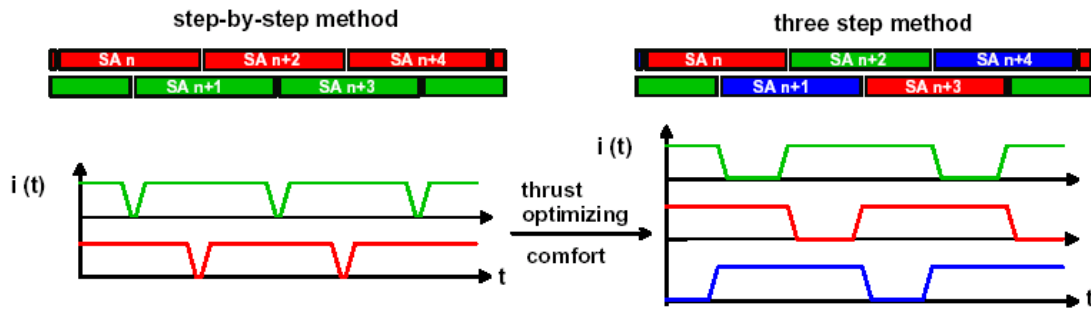 step-by-step method
SA n SA n+2 SA n+4
SA n+1 SA n+3
i (t)
t
thrust
optimizing
comfort
three step method
SA n SA n+2 SA n+4
SA n+1 SA n+3
i (t)
t